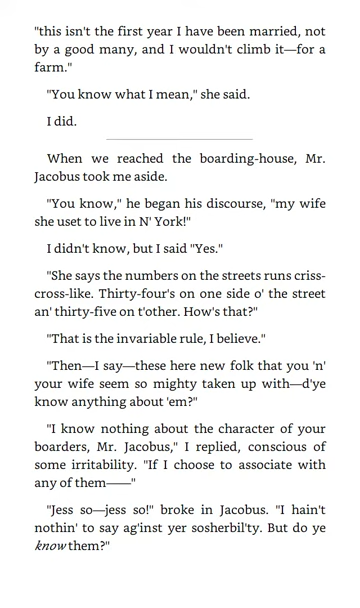 "this isn't the first year I have been married, not
by a good many, and I wouldn't climb it—for a
farm."
"You know what I mean," she said.
I did.
When we reached the boarding-house, Mr.
Jacobus took me aside.
"You know," he began his discourse, "my wife
she uset to live in N' York!"
I didn't know, but I said "Yes."
"She says the numbers on the streets runs criss-
cross-like. Thirty-four's on one side o' the street
an' thirty-five on t'other. How's that?"
"That is the invariable rule, I believe."
"Then—I say—these here new folk that you 'n'
your wife seem so mighty taken up with—d'ye
know anything about 'em?"
"I know nothing about the character of your
boarders, Mr. Jacobus," I replied, conscious of
some irritability. "If I choose to associate with
any of them——"
"Jess so—jess so!" broke in Jacobus. "I hain't
nothin' to say ag'inst yer sosherbil'ty. But do ye
know them?"